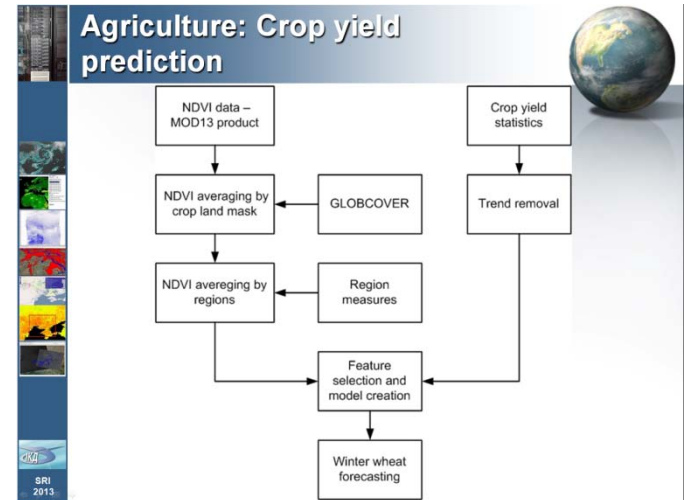 Agriculture: Crop yield
prediction
NDVI data –
MOD13 product
Crop yield
statistics
NDVI averaging by
crop land mask
GLOBCOVER
Trend removal
NDVI avereging by
regions
Region
measures
Feature
selection and
model creation
Winter wheat
forecasting
SRI
2013